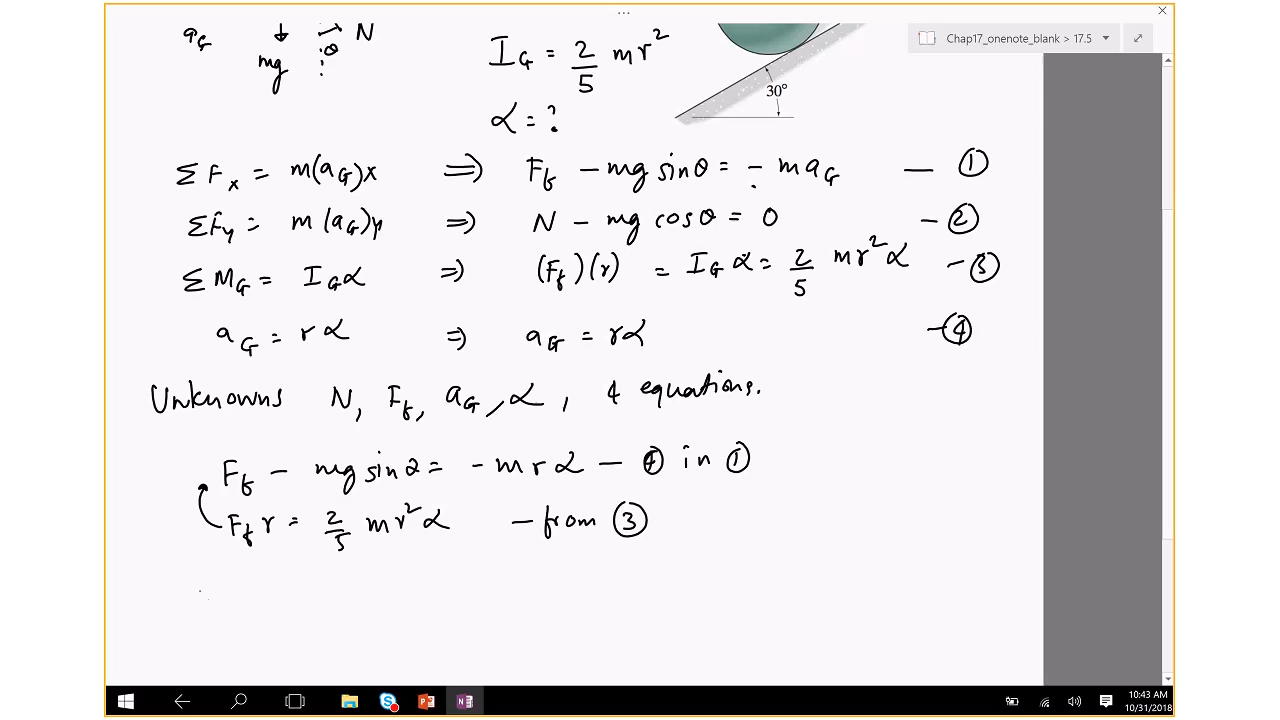 ...
a_G mg θ N
Chap17_onenote_blank > 17.5
I_G = 2/5 mr²
30°
α = ?
ΣF_x = m(a_G)x ⇒ F_f - mg sinθ = - ma_G — ①
ΣF_y = m(a_G)y ⇒ N - mg cosθ = 0 - ②
ΣM_G = I_G α ⇒ (F_f)(r) = I_G α = 2/5 mr²α - ③
a_G = rα ⇒ a_G = rα - ④
Unknowns N, F_f, a_G, α, 4 equations.
F_f - mg sin = - mrα - ④ in ①
F_f r = 2/5 mr²α - from ③
10:43 AM
10/31/2018